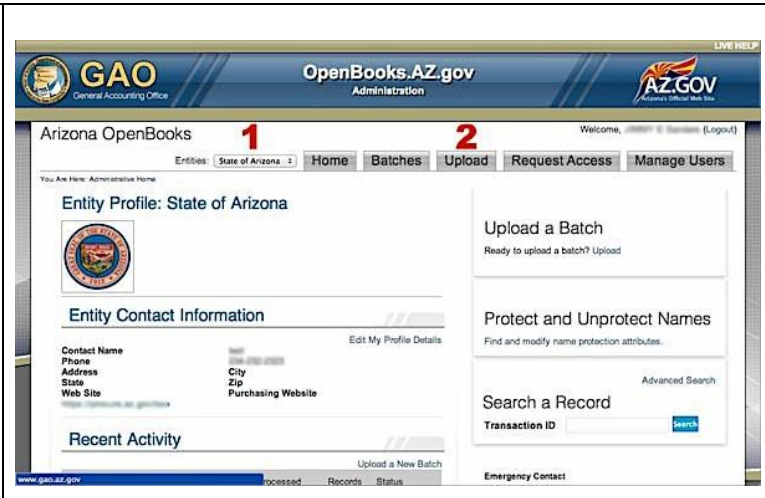 LIVE HELP
GAO
General Accounting Office
OpenBooks.AZ.gov
Administration
AZ.GOV
Arizona's Official Web Site
Arizona OpenBooks
1
2
Welcome, (Logout)
Entities: State of Arizona
Home
Batches
Upload
Request Access
Manage Users
You Are Here: Administrative Home
Entity Profile: State of Arizona
Entity Contact Information
Edit My Profile Details
Contact Name
Phone
Address
City
State
Zip
Web Site
Purchasing Website
Recent Activity
Upload a New Batch
rocessed
Records
Status
www.gao.az.gov
Upload a Batch
Ready to upload a batch? Upload
Protect and Unprotect Names
Find and modify name protection attributes.
Advanced Search
Search a Record
Transaction ID
Search
Emergency Contact